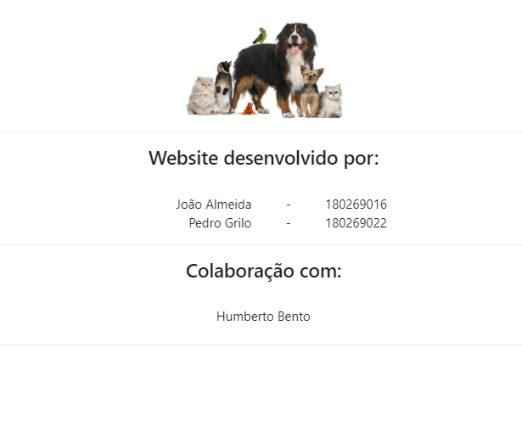 Website desenvolvido por:
João Almeida - 180269016
Pedro Grilo - 180269022
Colaboração com:
Humberto Bento